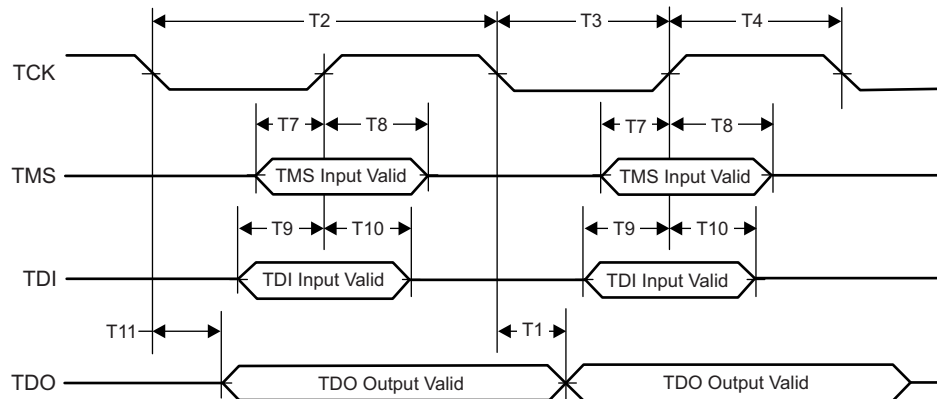 T2 T3 T4
TCK
T7 T8 T7 T8
TMS TMS Input Valid TMS Input Valid
T9 T10 T9 T10
TDI TDI Input Valid TDI Input Valid
T11 T1
TDO TDO Output Valid TDO Output Valid